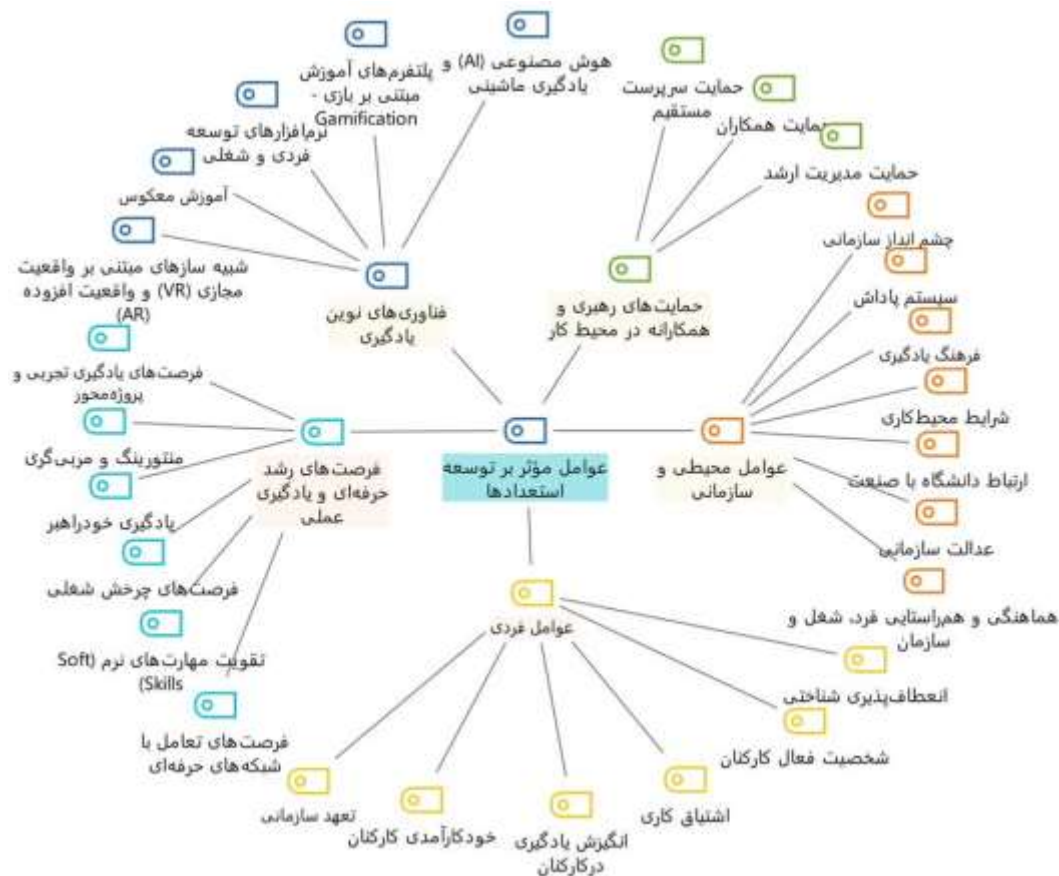 هوش مصنوعی (AI) و
یادگیری ماشینی
پلتفرم‌های آموزش
مبتنی بر بازی -
Gamification
نرم‌افزارهای توسعه
فردی و شغلی
آموزش معکوس
شبیه سازهای مبتنی بر واقعیت
مجازی (VR) و واقعیت افزوده
(AR)
فناوری‌های نوین
یادگیری
حمایت سرپرست
مستقیم
حمایت همکاران
حمایت مدیریت ارشد
حمایت‌های رهبری و
همکارانه در محیط کار
چشم انداز سازمانی
سیستم پاداش
فرهنگ یادگیری
شرایط محیط‌کاری
ارتباط دانشگاه با صنعت
عدالت سازمانی
هماهنگی و هم‌راستایی فرد، شغل و
سازمان
عوامل محیطی و
سازمانی
عوامل مؤثر بر توسعه
استعدادها
فرصت‌های رشد
حرفه‌ای و یادگیری
عملی
فرصت‌های یادگیری تجربی و
پروژه‌محور
منتورینگ و مربی‌گری
یادگیری خودراهبر
فرصت‌های چرخش شغلی
تقویت مهارت‌های نرم (Soft
Skills)
فرصت‌های تعامل با
شبکه‌های حرفه‌ای
عوامل فردی
انعطاف‌پذیری شناختی
شخصیت فعال کارکنان
اشتیاق کاری
انگیزش یادگیری
درکارکنان
خودکارآمدی کارکنان
تعهد سازمانی